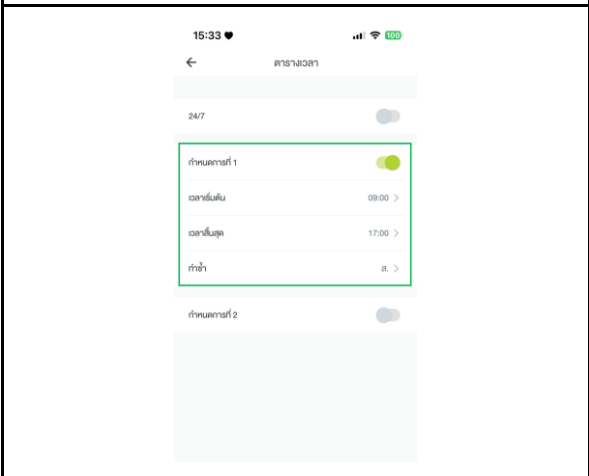 15:33
100
ตารางเวลา
24/7
กำหนดการที่ 1
เวลาเริ่มต้น 09:00
เวลาสิ้นสุด 17:00
ทำซ้ำ ส.
กำหนดการที่ 2